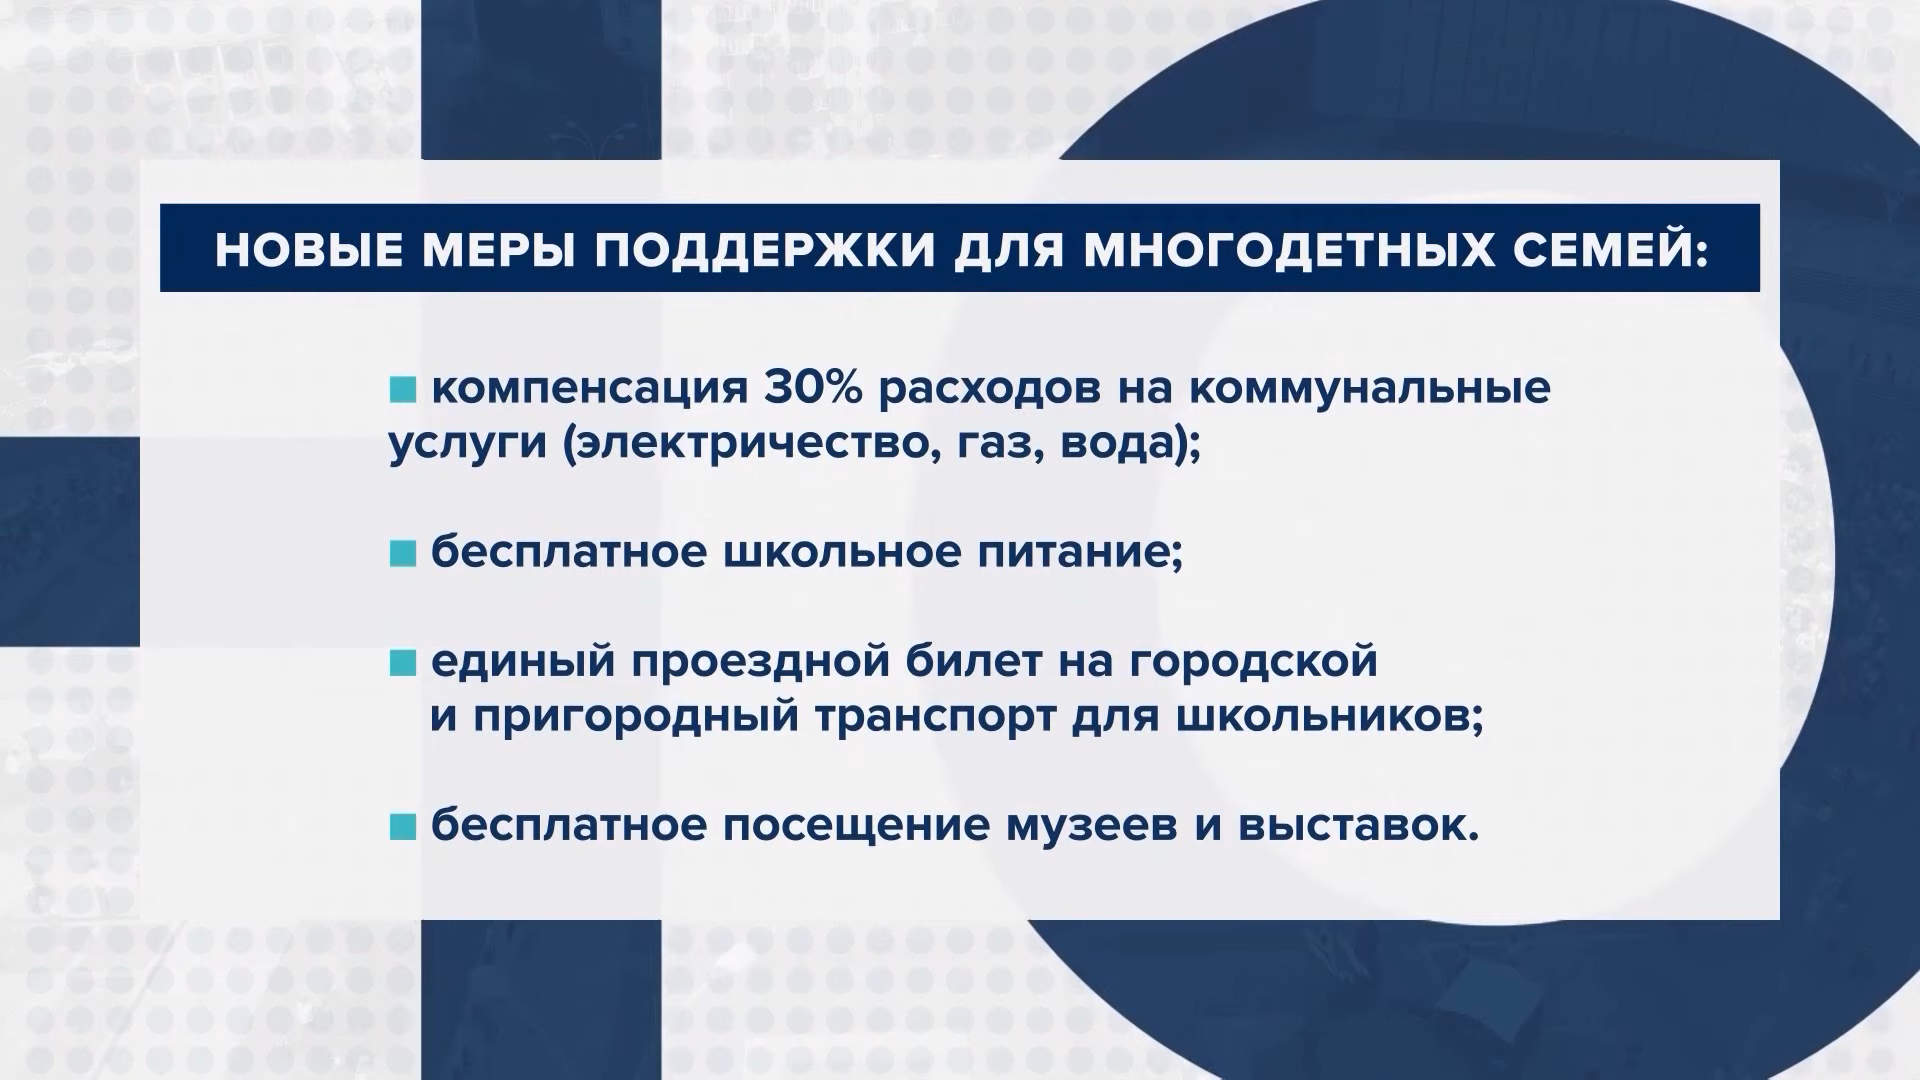 НОВЫЕ МЕРЫ ПОДДЕРЖКИ ДЛЯ МНОГОДЕТНЫХ СЕМЕЙ:
компенсация 30% расходов на коммунальные
услуги (электричество, газ, вода);
бесплатное школьное питание;
единый проездной билет на городской
и пригородный транспорт для школьников;
бесплатное посещение музеев и выставок.